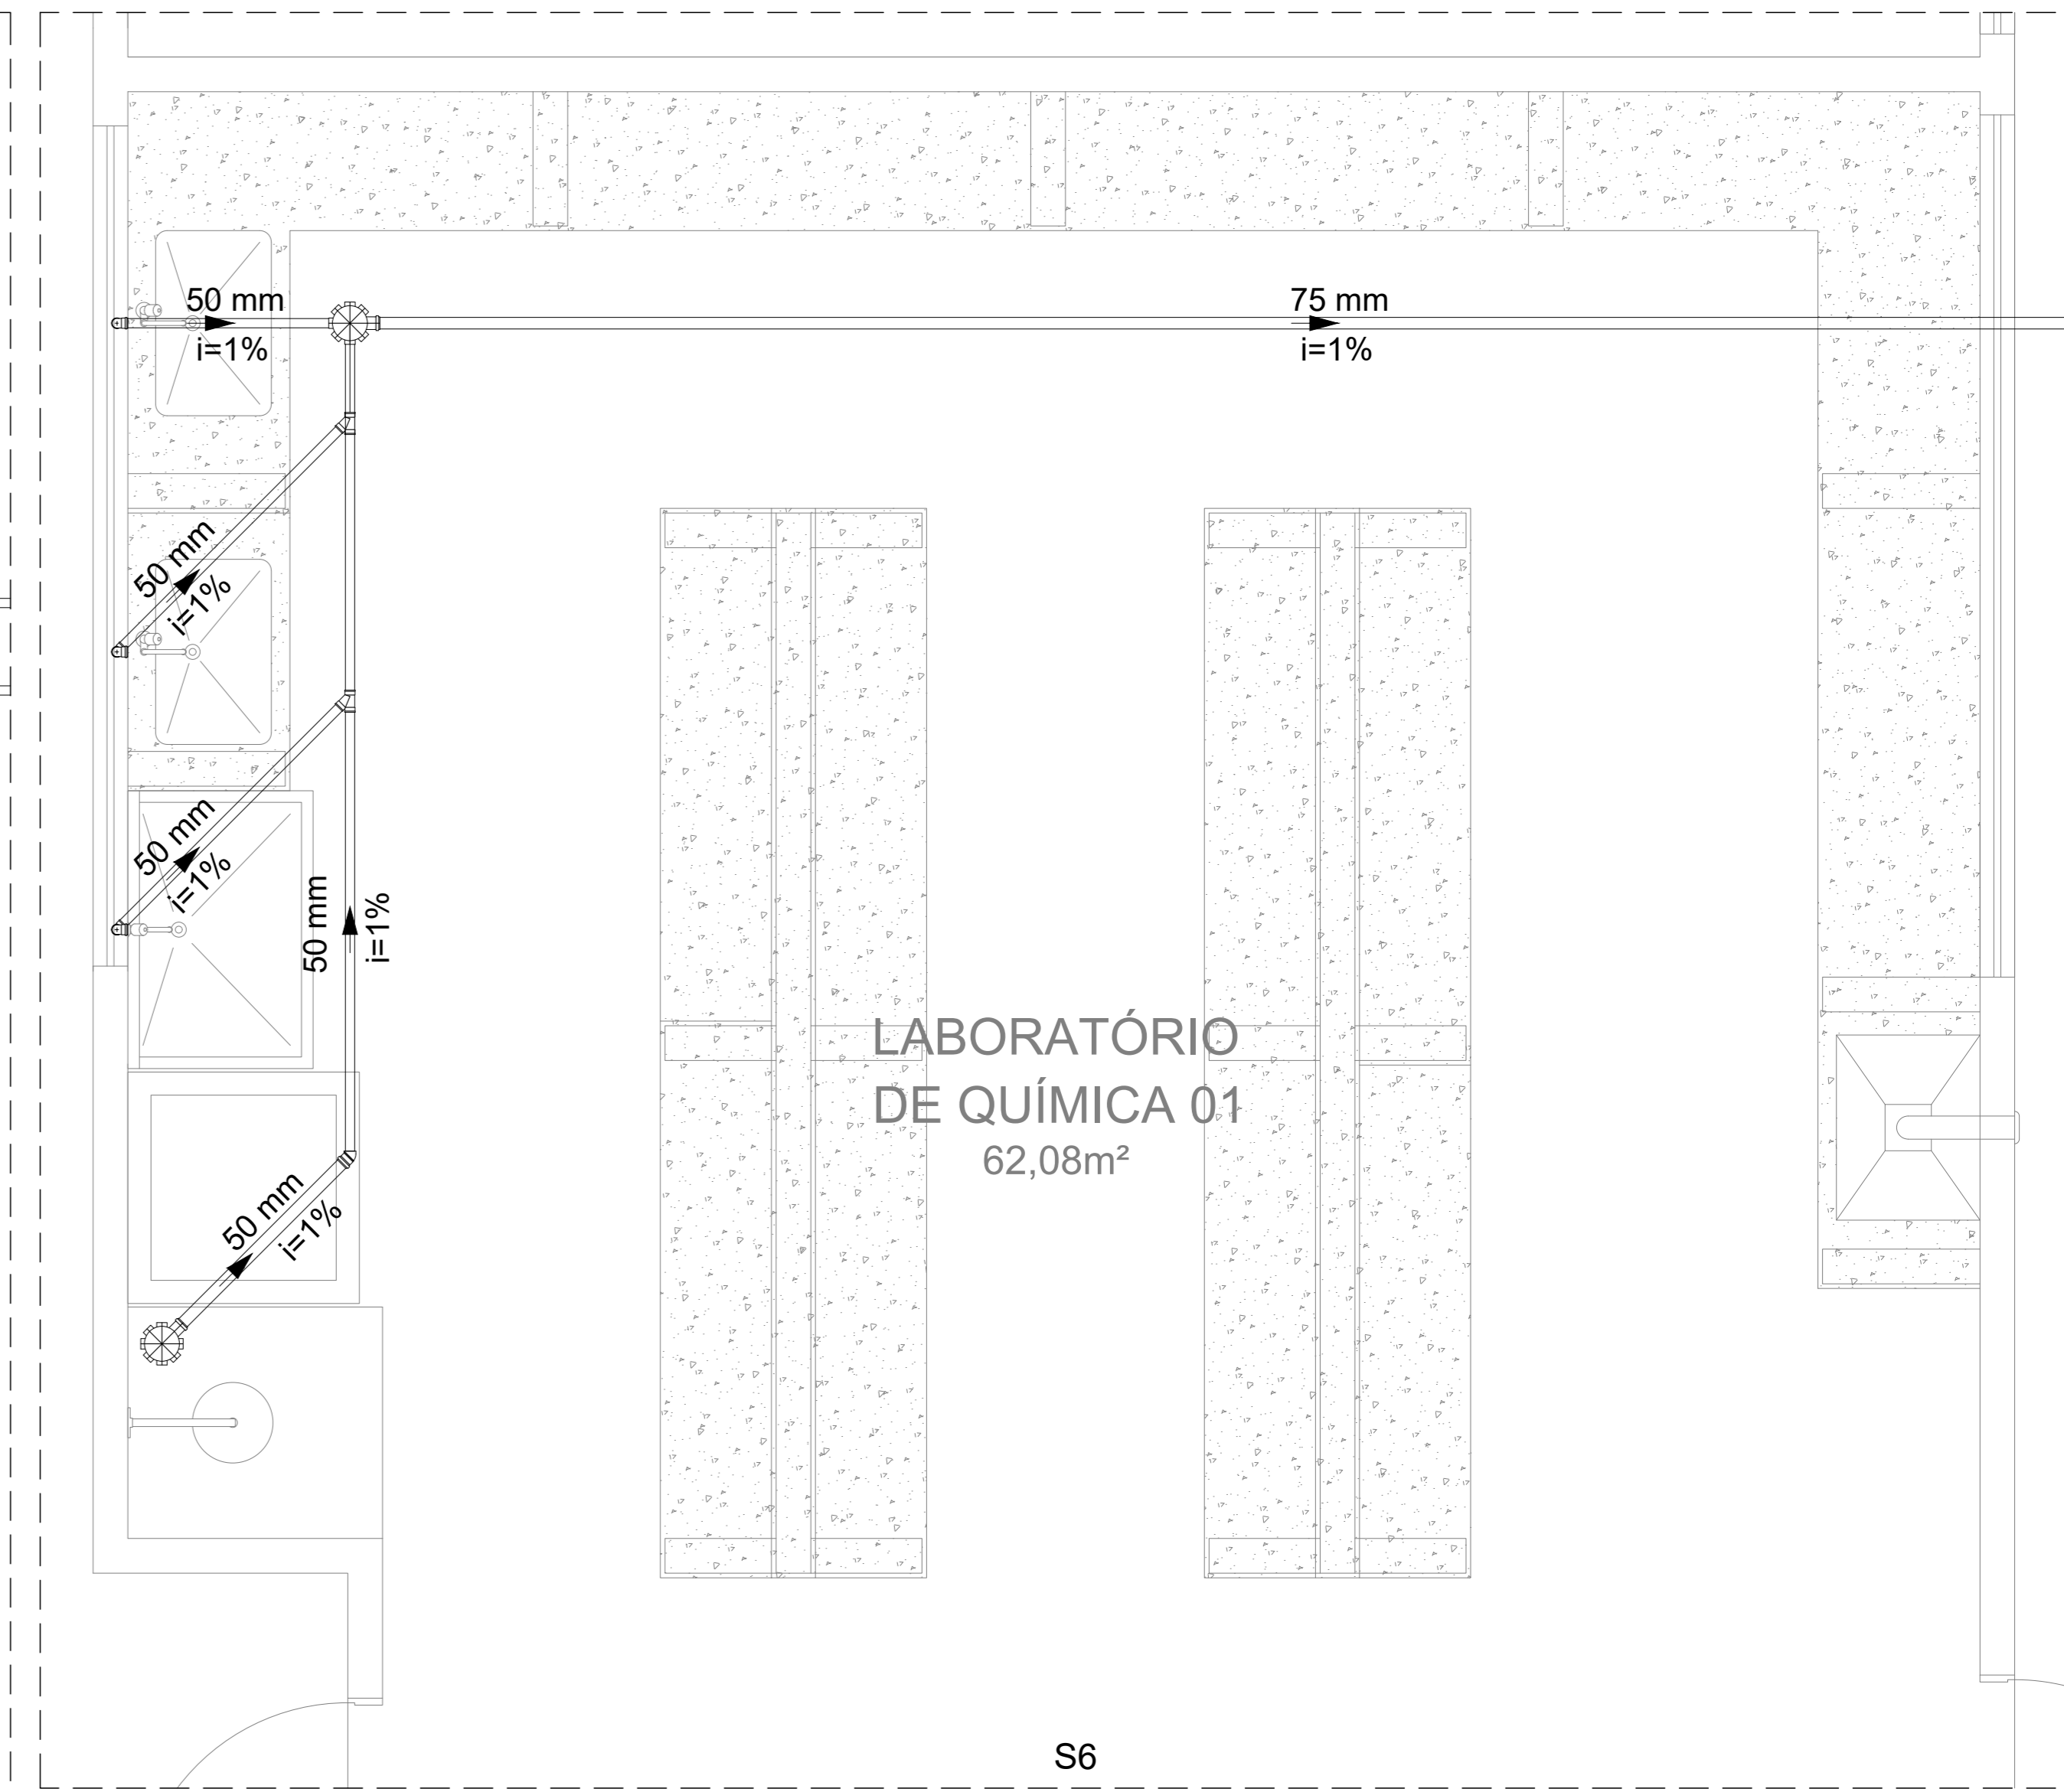 50 mm
i=1%
75 mm
i=1%
50 mm
i=1%
50 mm
i=1%
50 mm
i=1%
LABORATÓRIO
DE QUÍMICA 01
62,08m²
50 mm
i=1%
S6